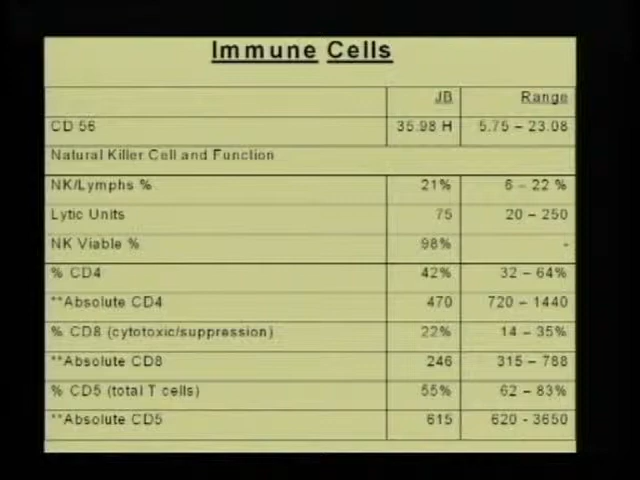 Immune Cells
JB Range
CD 56 35.98 H 5.75 – 23.08
Natural Killer Cell and Function
NK/Lymphs % 21% 6 – 22 %
Lytic Units 75 20 – 250
NK Viable % 98% -
% CD4 42% 32 – 64%
**Absolute CD4 470 720 – 1440
% CD8 (cytotoxic/suppression) 22% 14 – 35%
**Absolute CD8 246 315 – 788
% CD5 (total T cells) 55% 62 – 83%
**Absolute CD5 615 620 - 3650